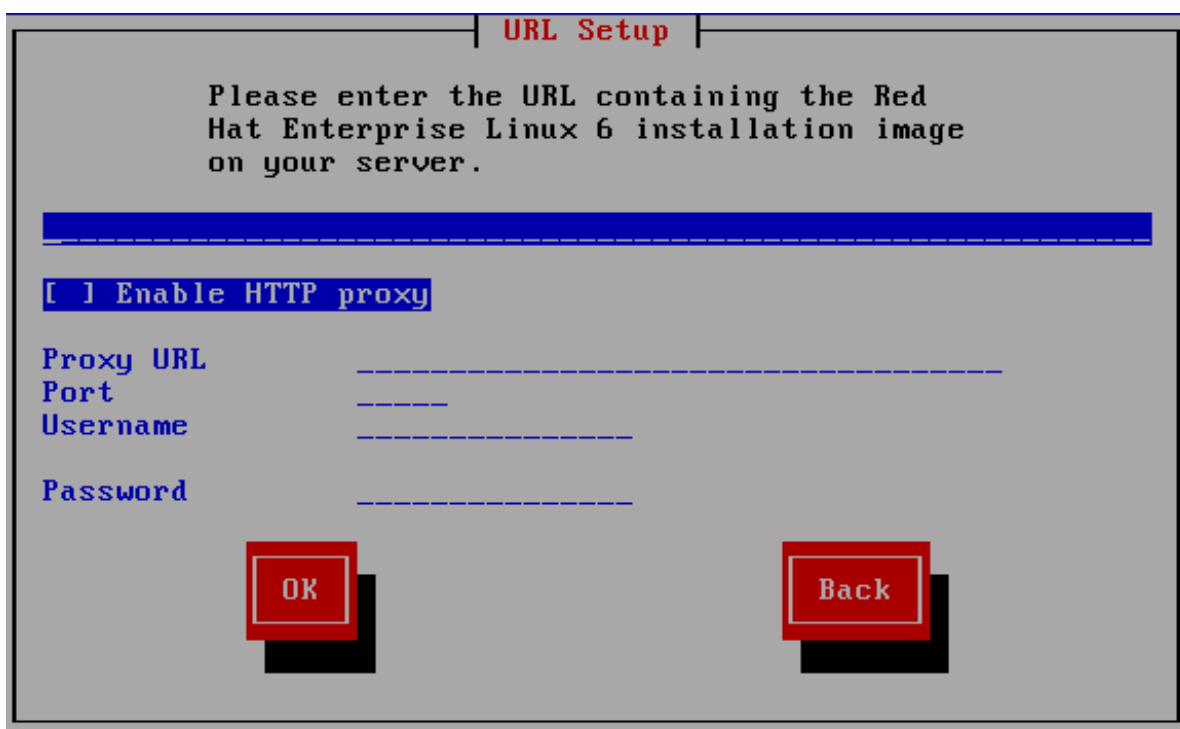 URL Setup
Please enter the URL containing the Red
Hat Enterprise Linux 6 installation image
on your server.
[ ] Enable HTTP proxy
Proxy URL
Port
Username
Password
OK Back